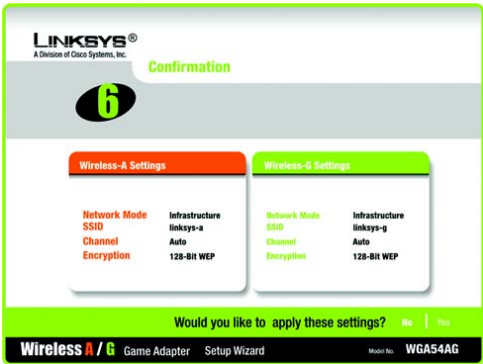 LINKSYS®
A Division of Cisco Systems, Inc.
Confirmation
6
Wireless-A Settings
Network Mode Infrastructure
SSID linksys-a
Channel Auto
Encryption 128-Bit WEP
Wireless-G Settings
Network Mode Infrastructure
SSID linksys-g
Channel Auto
Encryption 128-Bit WEP
Would you like to apply these settings? No Yes
Wireless A / G Game Adapter Setup Wizard Model No. WGA54AG